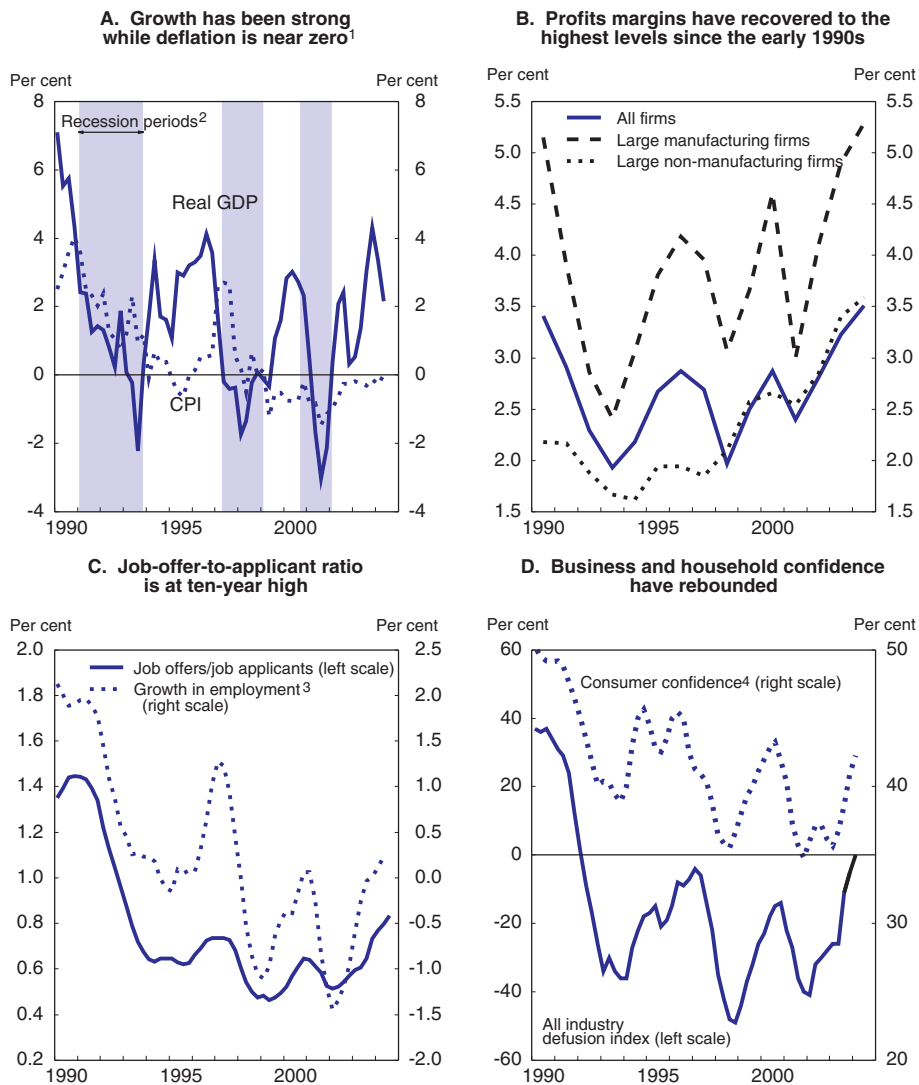 A. Growth has been strong
while deflation is near zero1
Per cent
Per cent
8
6
4
2
0
-2
-4
8
6
4
2
0
-2
-4
Recession periods2
Real GDP
CPI
1990
1995
2000
B. Profits margins have recovered to the
highest levels since the early 1990s
Per cent
Per cent
5.5
5.0
4.5
4.0
3.5
3.0
2.5
2.0
1.5
5.5
5.0
4.5
4.0
3.5
3.0
2.5
2.0
1.5
All firms
Large manufacturing firms
Large non-manufacturing firms
1990
1995
2000
C. Job-offer-to-applicant ratio
is at ten-year high
Per cent
Per cent
2.0
1.8
1.6
1.4
1.2
1.0
0.8
0.6
0.4
0.2
2.5
2.0
1.5
1.0
0.5
0.0
-0.5
-1.0
-1.5
-2.0
Job offers/job applicants (left scale)
Growth in employment3
(right scale)
1990
1995
2000
D. Business and household confidence
have rebounded
Per cent
Per cent
60
40
20
0
-20
-40
-60
50
40
30
20
Consumer confidence4 (right scale)
All industry
defusion index (left scale)
1990
1995
2000